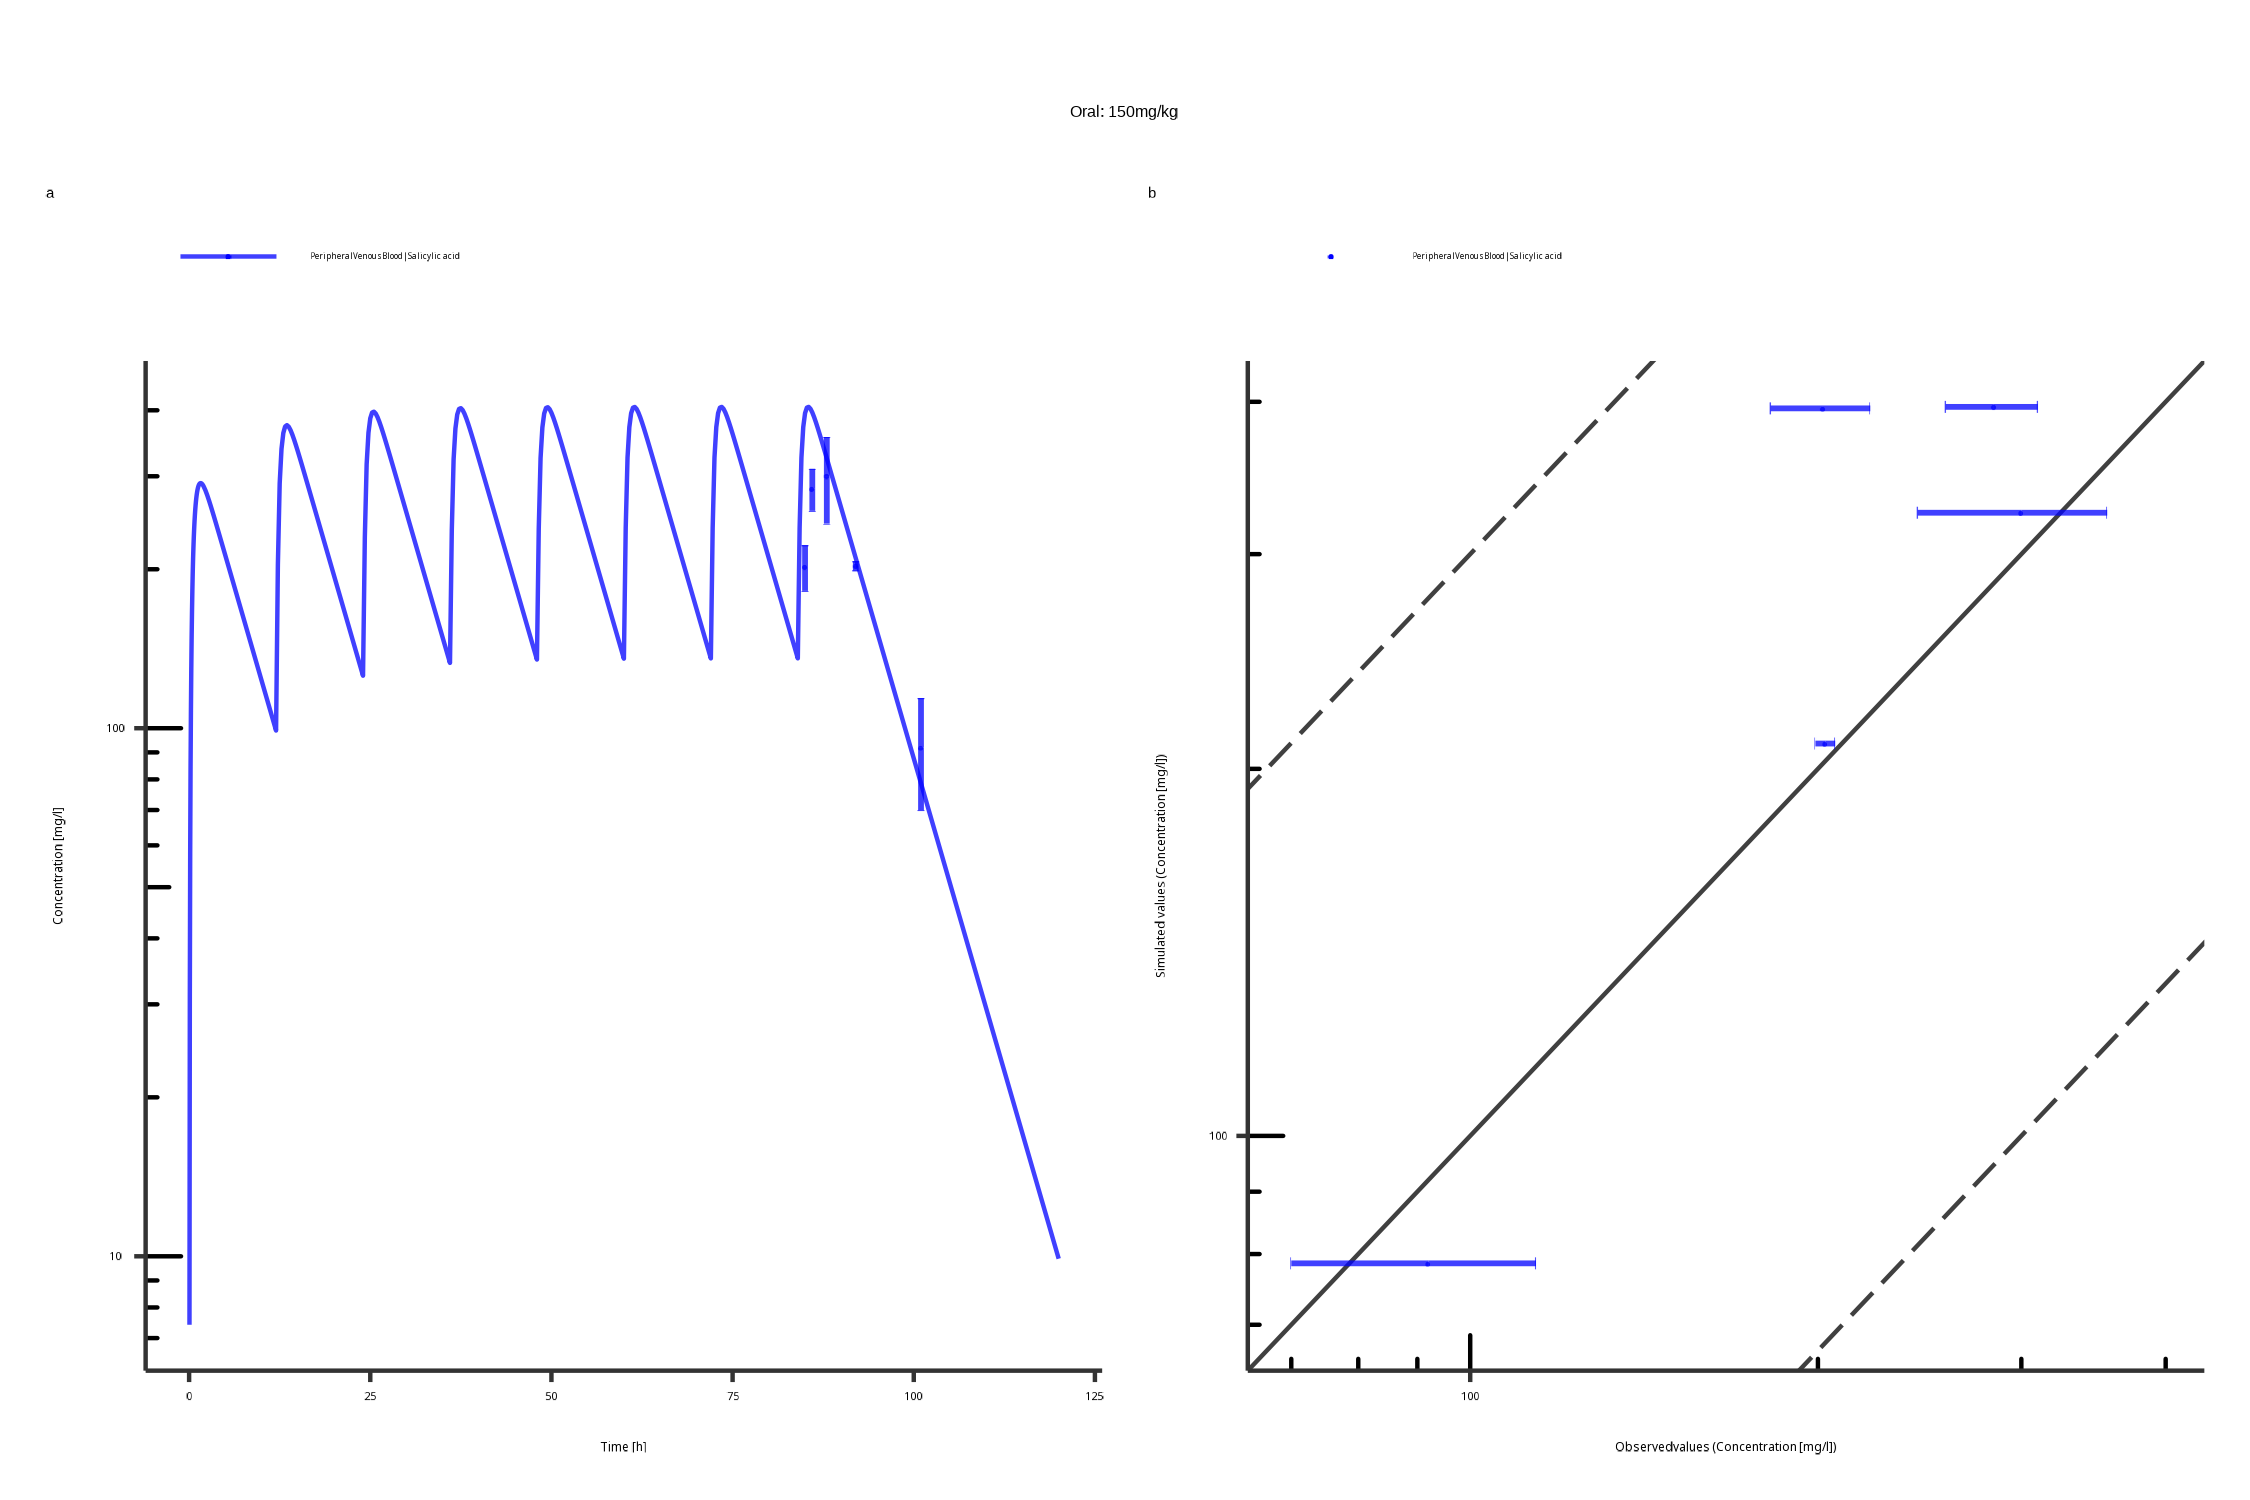 Oral: 150mg/kg
a
PeripheralVenousBlood|Salicylic acid
Concentration [mg/l]
100
10
0 25 50 75 100 125
Time [h]
b
PeripheralVenousBlood|Salicylic acid
Simulated values (Concentration [mg/l])
100
100
Observedvalues (Concentration [mg/l])